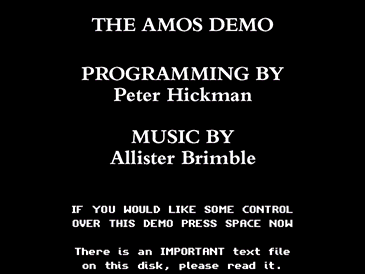 THE AMOS DEMO
PROGRAMMING BY
Peter Hickman
MUSIC BY
Allister Brimble
IF YOU WOULD LIKE SOME CONTROL
OVER THIS DEMO PRESS SPACE NOW
There is an IMPORTANT text file
on this disk, please read it.